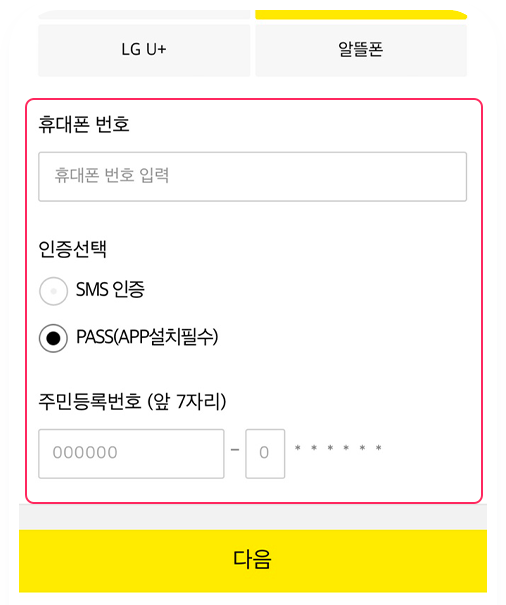 LG U+ 알뜰폰
휴대폰 번호
휴대폰 번호 입력
인증선택
SMS 인증
PASS(APP설치필수)
주민등록번호 (앞 7자리)
000000 - 0 * * * * * *
다음